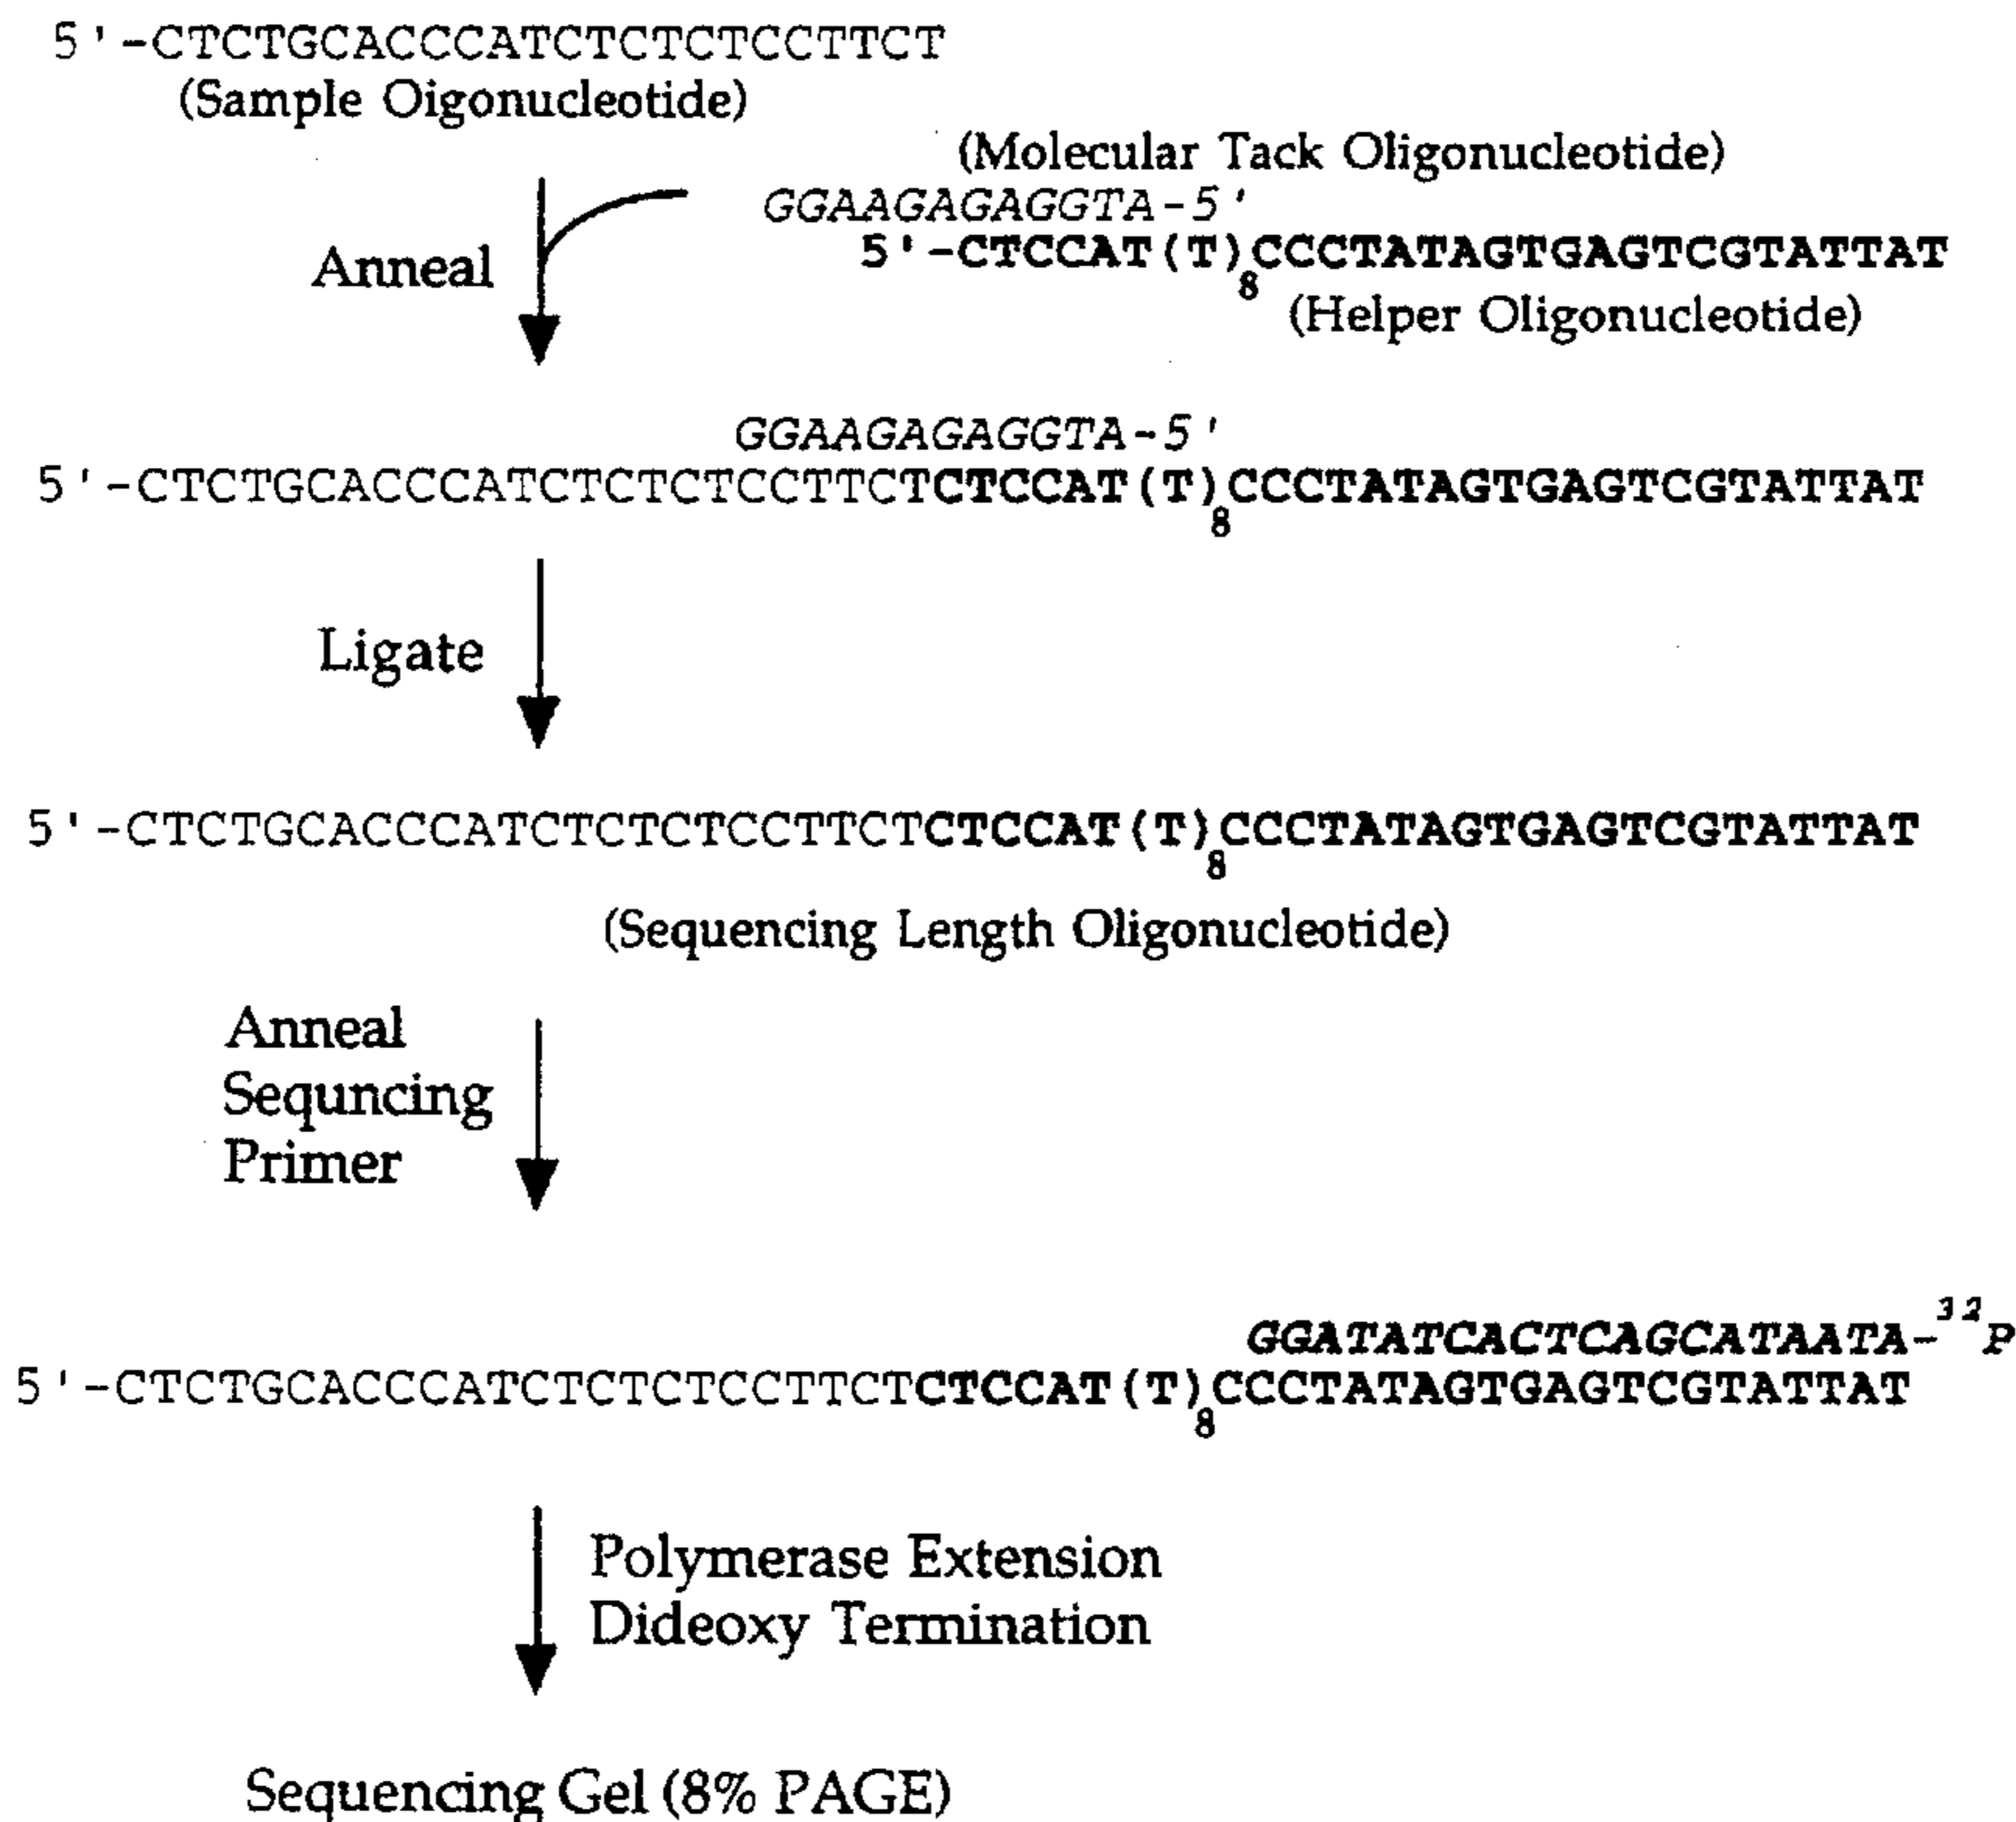 5'-CTCTGCACCCATCTCTCTCCTTCT
(Sample Oigonucleotide)
(Molecular Tack Oligonucleotide)
GGAAGAGAGGTA-5'
Anneal
5'-CTCCAT(T)8CCCTATAGTGAGTCGTATTAT
(Helper Oligonucleotide)
GGAAGAGAGGTA-5'
5'-CTCTGCACCCATCTCTCTCCTTCTCTCCAT(T)8CCCTATAGTGAGTCGTATTAT
Ligate
5'-CTCTGCACCCATCTCTCTCCTTCTCTCCAT(T)8CCCTATAGTGAGTCGTATTAT
(Sequencing Length Oligonucleotide)
Anneal
Sequncing
Primer
GGATATCACTCAGCATAATA-32P
5'-CTCTGCACCCATCTCTCTCCTTCTCTCCAT(T)8CCCTATAGTGAGTCGTATTAT
Polymerase Extension
Dideoxy Termination
Sequencing Gel (8% PAGE)